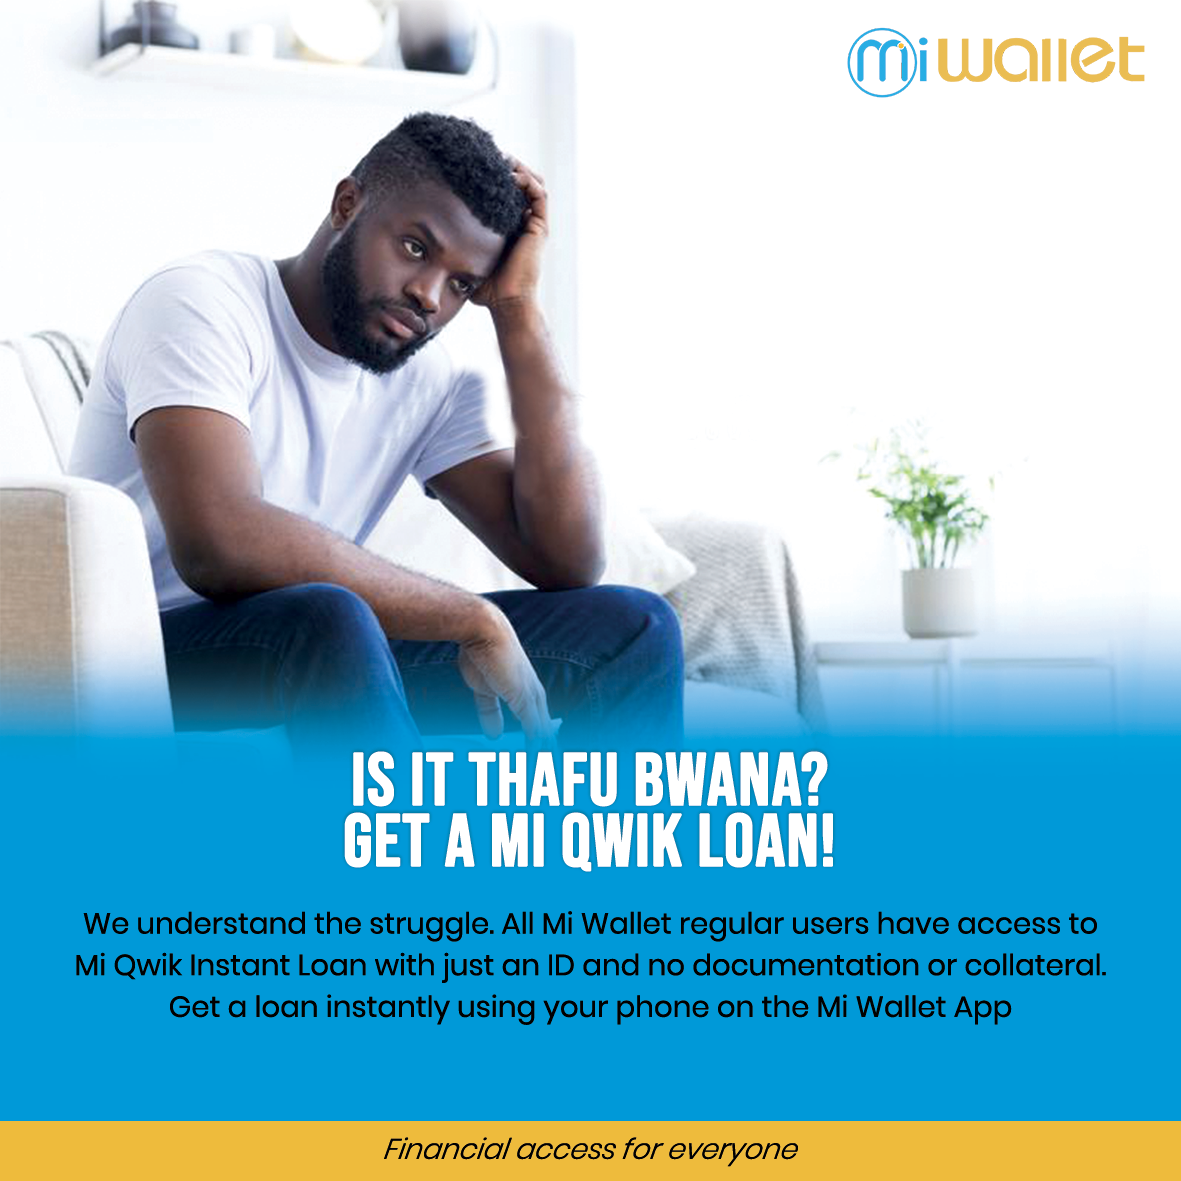 mi wallet
IS IT THAFU BWANA?
GET A MI QWIK LOAN!
We understand the struggle. All Mi Wallet regular users have access to
Mi Qwik Instant Loan with just an ID and no documentation or collateral.
Get a loan instantly using your phone on the Mi Wallet App
Financial access for everyone